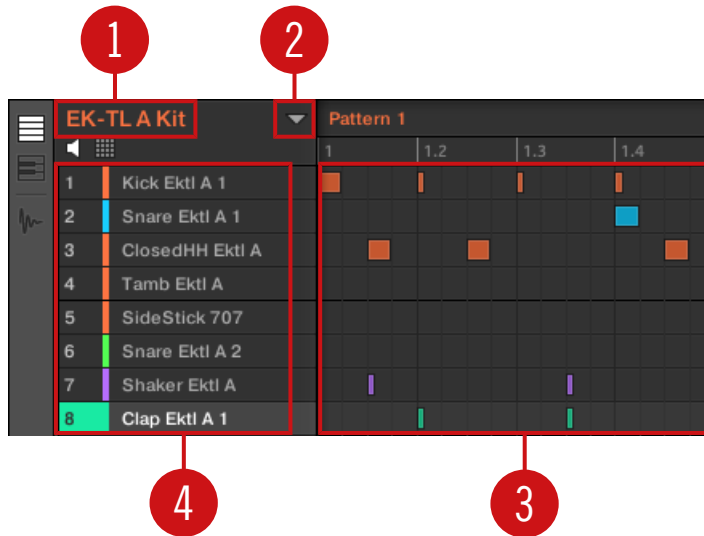 1 2
EK-TL A Kit Pattern 1
1 1.2 1.3 1.4
1 Kick Ektl A 1
2 Snare Ektl A 1
3 ClosedHH Ektl A
4 Tamb Ektl A
5 SideStick 707
6 Snare Ektl A 2
7 Shaker Ektl A
8 Clap Ektl A 1
4 3